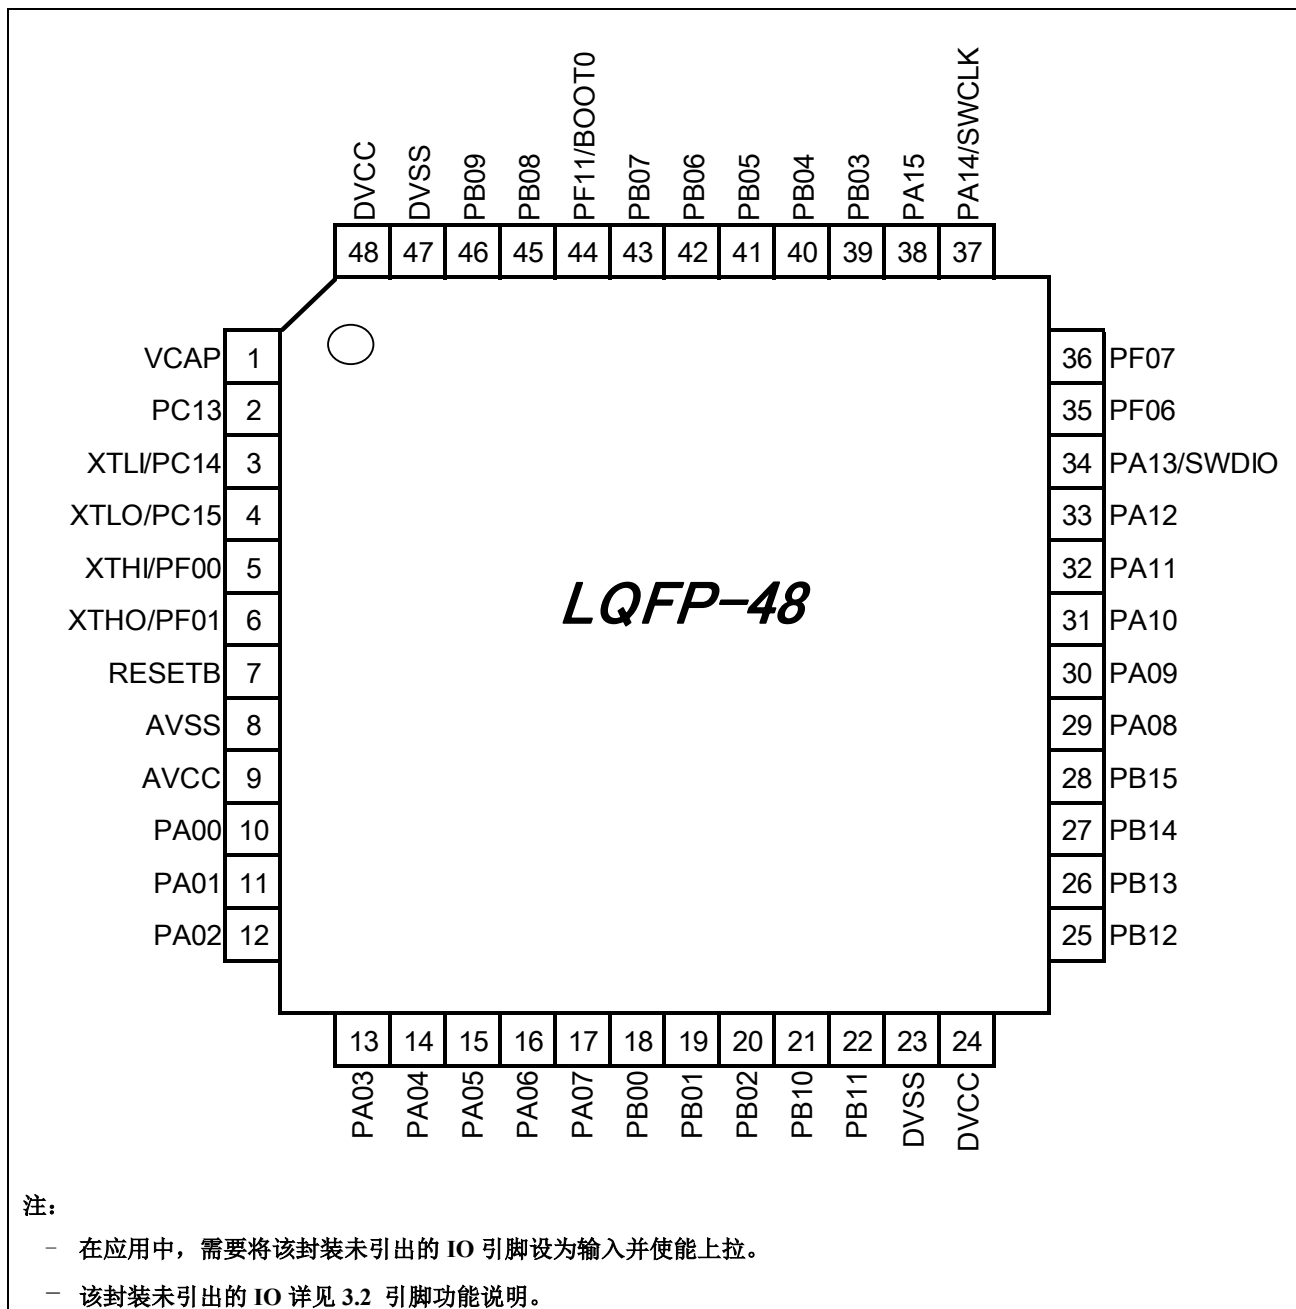 DVCC
DVSS
PB09
PB08
PF11/BOOT0
PB07
PB06
PB05
PB04
PB03
PA15
PA14/SWCLK
48 47 46 45 44 43 42 41 40 39 38 37
VCAP 1
PC13 2
XTLI/PC14 3
XTLO/PC15 4
XTHI/PF00 5
XTHO/PF01 6
RESETB 7
AVSS 8
AVCC 9
PA00 10
PA01 11
PA02 12
LQFP-48
36 PF07
35 PF06
34 PA13/SWDIO
33 PA12
32 PA11
31 PA10
30 PA09
29 PA08
28 PB15
27 PB14
26 PB13
25 PB12
13 14 15 16 17 18 19 20 21 22 23 24
PA03
PA04
PA05
PA06
PA07
PB00
PB01
PB02
PB10
PB11
DVSS
DVCC
注：
－ 在应用中，需要将该封装未引出的 IO 引脚设为输入并使能上拉。
－ 该封装未引出的 IO 详见 3.2 引脚功能说明。